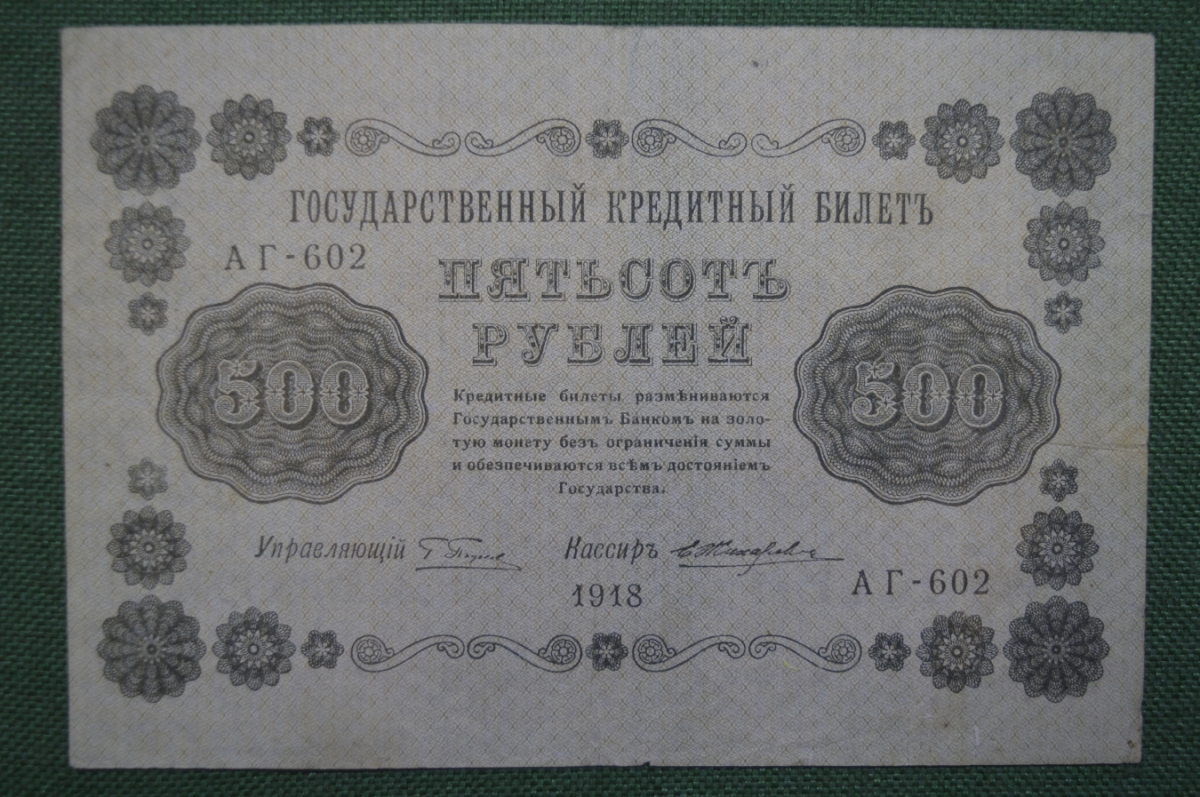 ГОСУДАРСТВЕННЫЙ КРЕДИТНЫЙ БИЛЕТЪ
АГ-602
ПЯТЬСОТЪ
РУБЛЕЙ
500
500
Кредитные билеты размѣниваются
Государственнымъ Банкомъ на золо-
тую монету безъ ограниченія суммы
и обезпечиваются всѣмъ достояніемъ
Государства.
Управляющій Кассиръ
1918
АГ-602